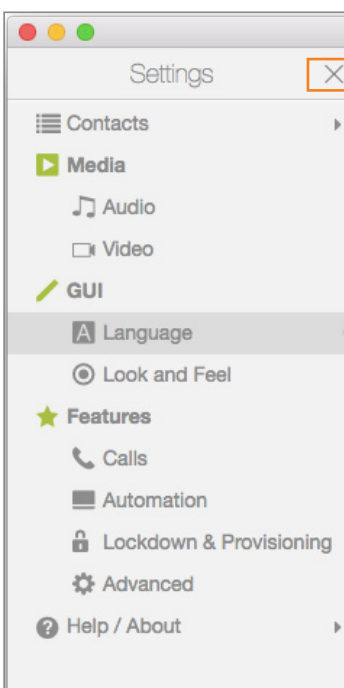 Settings
Contacts
Media
Audio
Video
GUI
A Language
Look and Feel
Features
Calls
Automation
Lockdown & Provisioning
Advanced
? Help / About